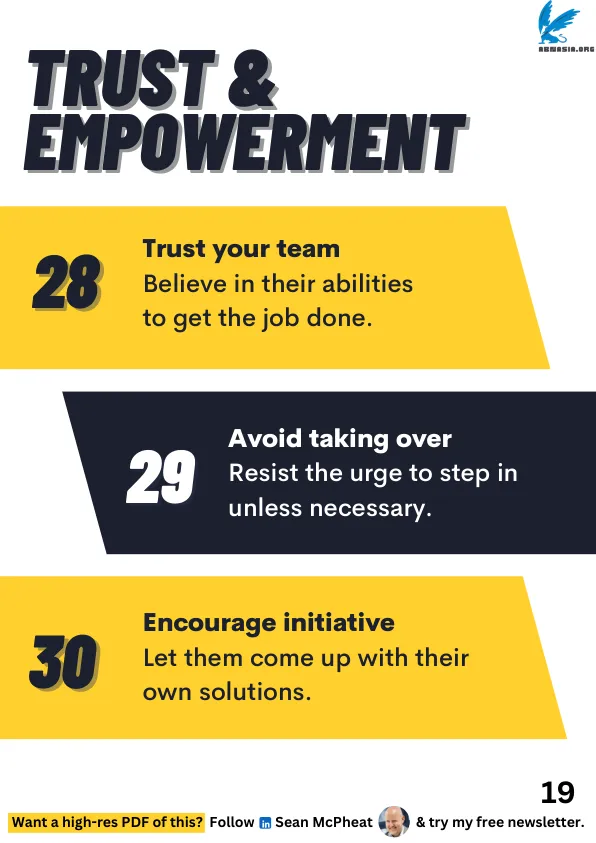 ABMASIA.ORG
TRUST &
EMPOWERMENT
28
Trust your team
Believe in their abilities
to get the job done.
29
Avoid taking over
Resist the urge to step in
unless necessary.
30
Encourage initiative
Let them come up with their
own solutions.
19
Want a high-res PDF of this? Follow in Sean McPheat & try my free newsletter.